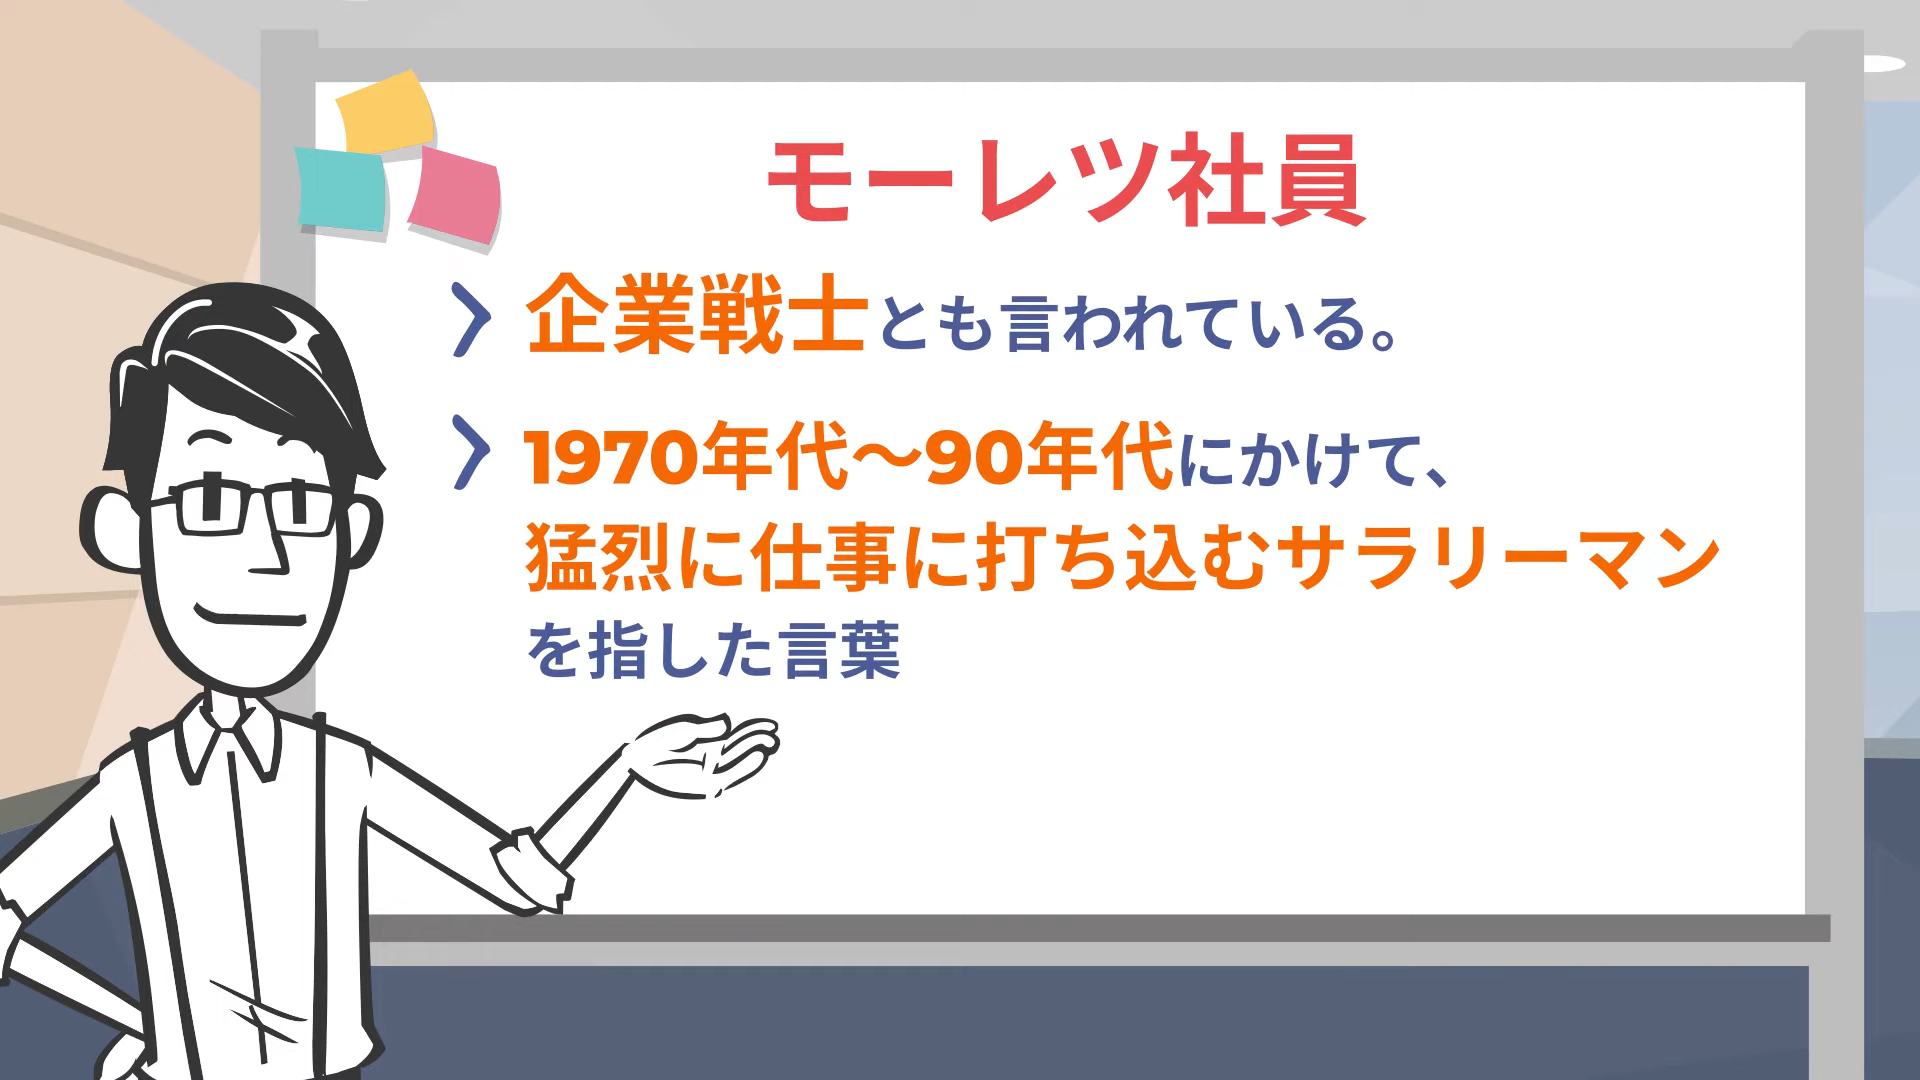 モーレツ社員
企業戦士とも言われている。
1970年代～90年代にかけて、
猛烈に仕事に打ち込むサラリーマン
を指した言葉